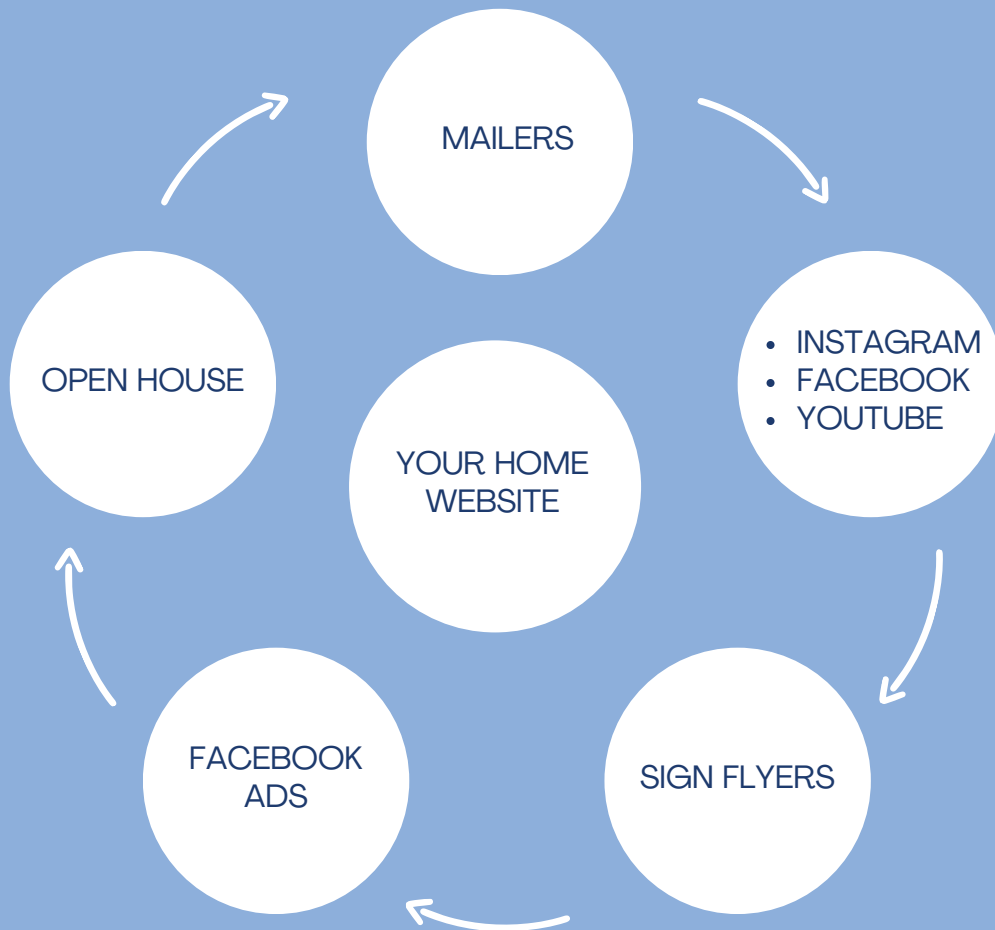 MAILERS
• INSTAGRAM
• FACEBOOK
• YOUTUBE
OPEN HOUSE
YOUR HOME
WEBSITE
FACEBOOK
ADS
SIGN FLYERS